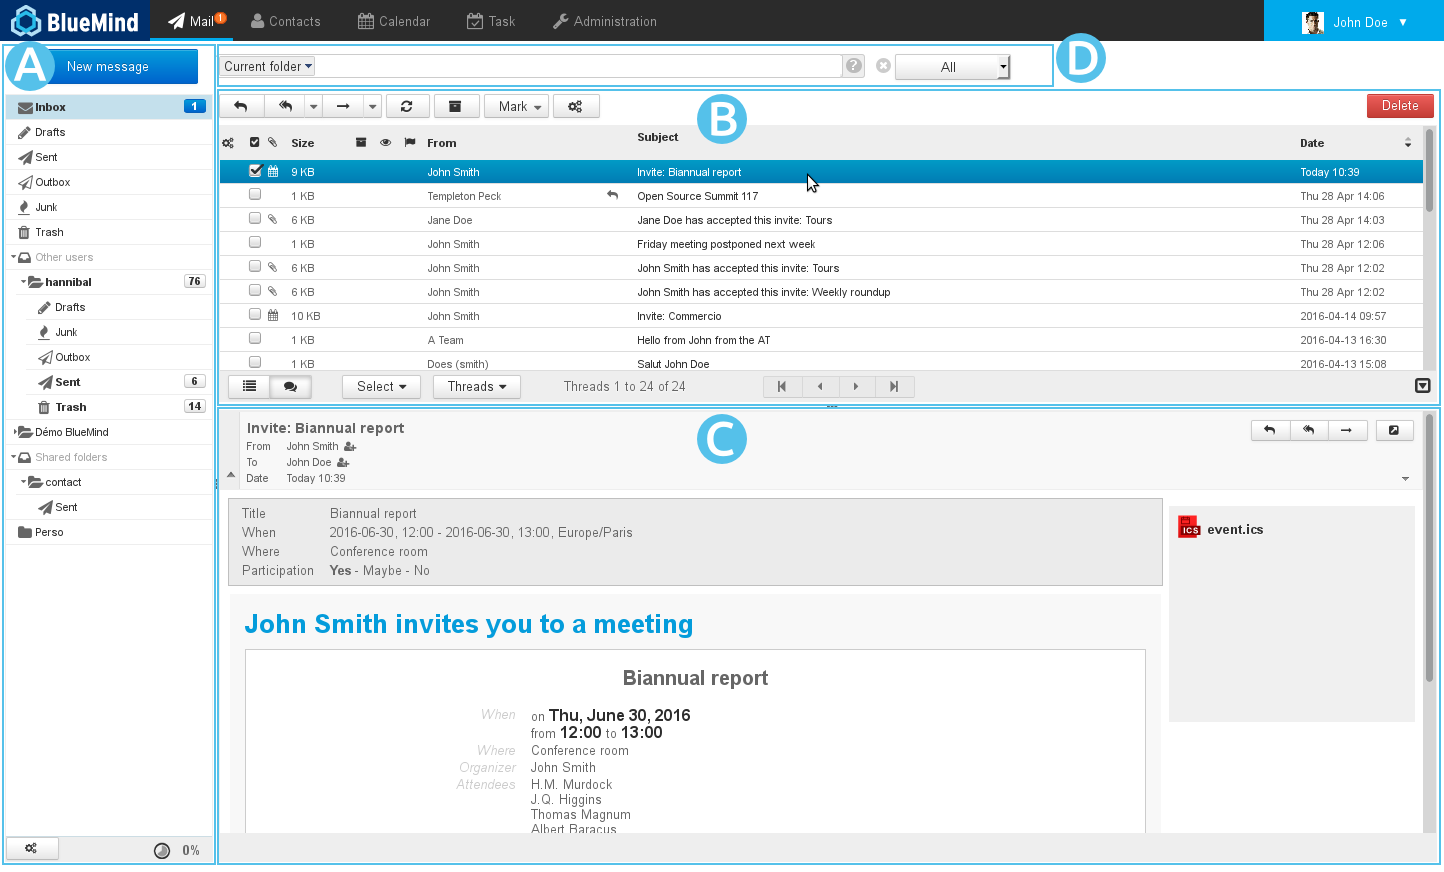 BlueMind Mail 1 Contacts Calendar Task Administration John Doe
A New message Current folder All D
Inbox 1
Drafts
Sent
Outbox
Junk
Trash
Other users
hannibal 76
Drafts
Junk
Outbox
Sent 6
Trash 14
Démo BlueMind
Shared folders
contact
Sent
Perso
0%
Mark B Delete
Size From Subject Date
9 KB John Smith Invite: Biannual report Today 10:39
1 KB Templeton Peck Open Source Summit 117 Thu 28 Apr 14:06
6 KB Jane Doe Jane Doe has accepted this invite: Tours Thu 28 Apr 14:03
1 KB John Smith Friday meeting postponed next week Thu 28 Apr 12:06
6 KB John Smith John Smith has accepted this invite: Tours Thu 28 Apr 12:02
6 KB John Smith John Smith has accepted this invite: Weekly roundup Thu 28 Apr 12:02
10 KB John Smith Invite: Commercio 2016-04-14 09:57
1 KB A Team Hello from John from the AT 2016-04-13 16:30
1 KB Does (smith) Salut John Doe 2016-04-13 15:08
Select Threads Threads 1 to 24 of 24
Invite: Biannual report C
From John Smith
To John Doe
Date Today 10:39
Title Biannual report
When 2016-06-30, 12:00 - 2016-06-30, 13:00, Europe/Paris
Where Conference room
Participation Yes - Maybe - No
ICS event.ics
John Smith invites you to a meeting
Biannual report
When on Thu, June 30, 2016
from 12:00 to 13:00
Where Conference room
Organizer John Smith
Attendees H.M. Murdock
J.Q. Higgins
Thomas Magnum
Albert Baracus